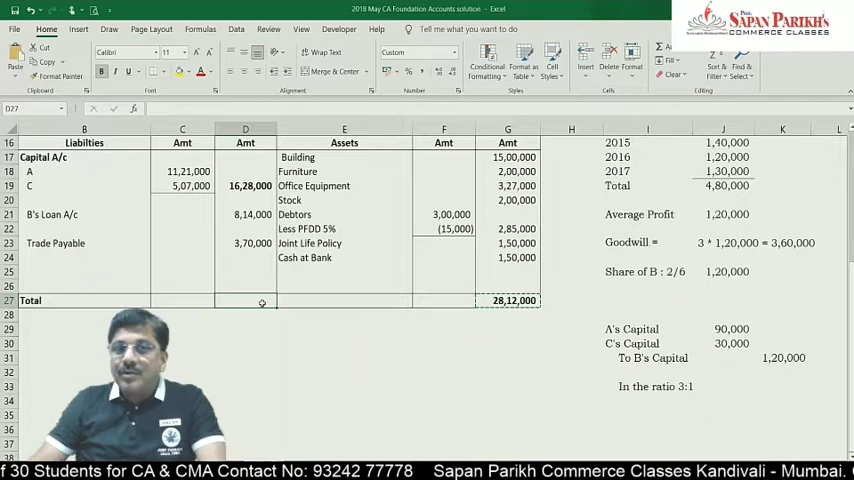 2018 May CA Foundation Accounts solution - Excel
Prof.
SAPAN PARIKH'S
COMMERCE CLASSES
File Home Insert Draw Page Layout Formulas Data Review View Developer Help Tell me what you want to do
Paste
Cut
Copy
Format Painter
Clipboard
Calibri 11
B I U
Font
Wrap Text
Merge & Center
Alignment
Custom
Number
Conditional Formatting
Format as Table
Cell Styles
Styles
Insert Delete Format
Cells
Fill
Clear
Sort & Filter
Find & Select
Editing
D27 fx
B C D E F G H I J K L
16 Liabilties Amt Amt Assets Amt Amt 2015 1,40,000
17 Capital A/c Building 15,00,000 2016 1,20,000
18 A 11,21,000 Furniture 2,00,000 2017 1,30,000
19 C 5,07,000 16,28,000 Office Equipment 3,27,000 Total 4,80,000
20 Stock 2,00,000
21 B's Loan A/c 8,14,000 Debtors 3,00,000 Average Profit 1,20,000
22 Less PFDD 5% (15,000) 2,85,000
23 Trade Payable 3,70,000 Joint Life Policy 1,50,000 Goodwill = 3 * 1,20,000 = 3,60,000
24 Cash at Bank 1,50,000
25 Share of B : 2/6 1,20,000
26
27 Total 28,12,000
28
29 A's Capital 90,000
30 C's Capital 30,000
31 To B's Capital 1,20,000
32
33 In the ratio 3:1
34
35
36
37
38
of 30 Students for CA & CMA Contact No: 93242 77778 Sapan Parikh Commerce Classes Kandivali - Mumbai.